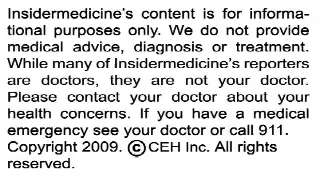 Insidermedicine's content is for informa-
tional purposes only. We do not provide
medical advice, diagnosis or treatment.
While many of Insidermedicine's reporters
are doctors, they are not your doctor.
Please contact your doctor about your
health concerns. If you have a medical
emergency see your doctor or call 911.
Copyright 2009. ©CEH Inc. All rights
reserved.